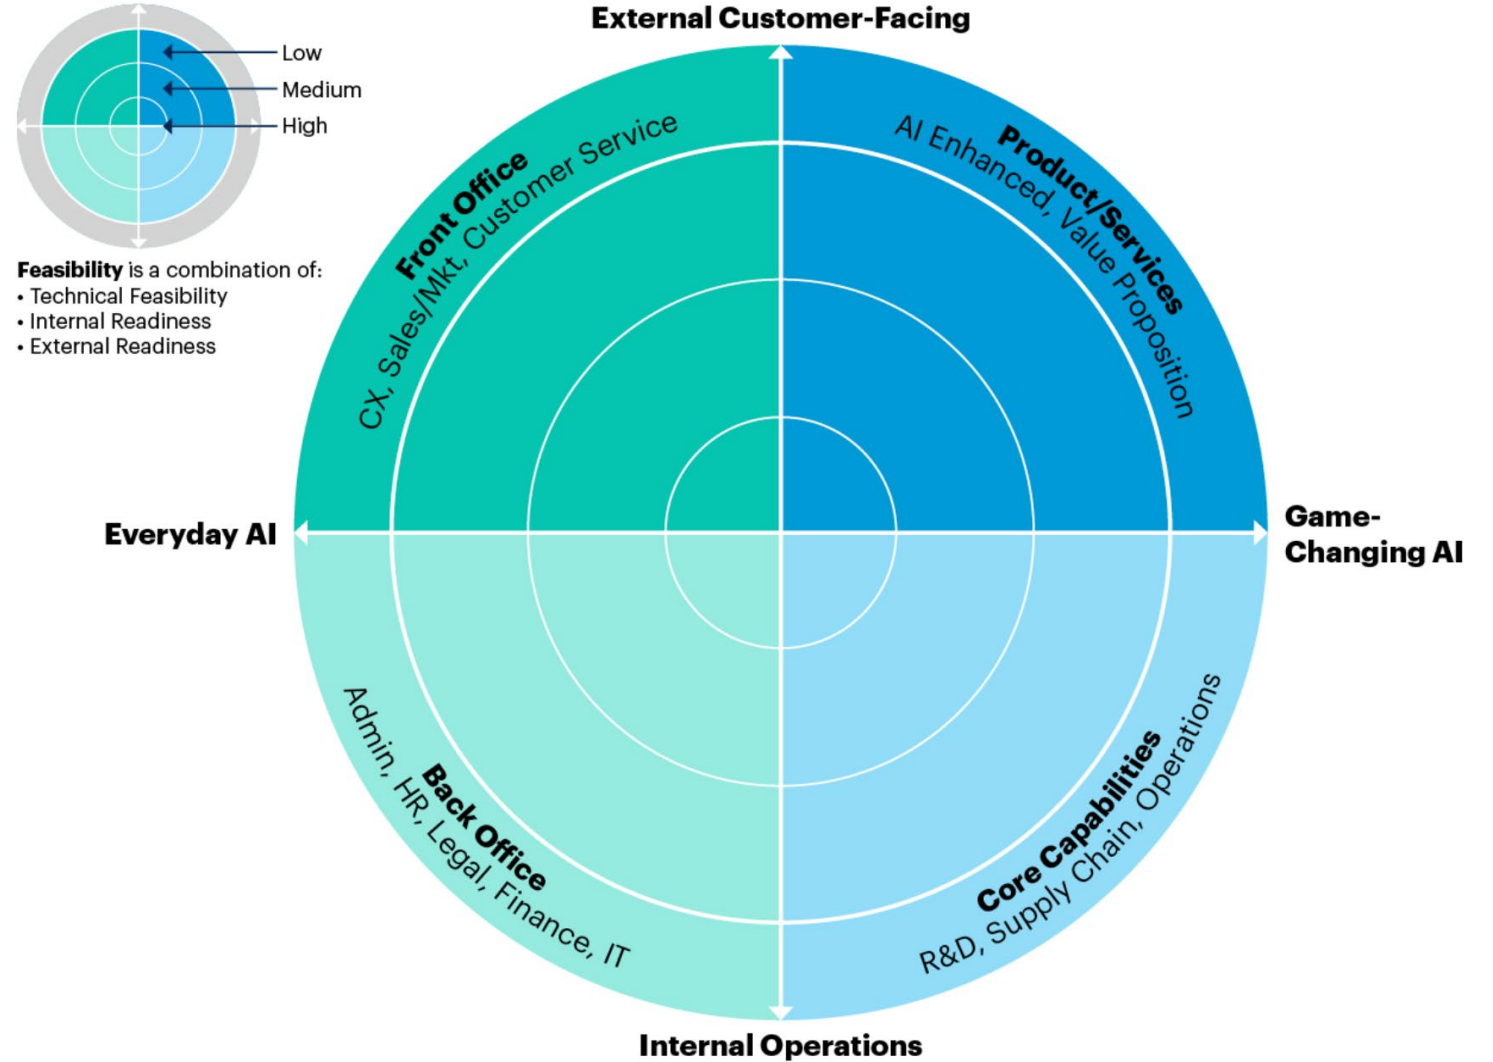 External Customer-Facing
Low
Medium
High
Feasibility is a combination of:
• Technical Feasibility
• Internal Readiness
• External Readiness
Front Office
CX, Sales/Mkt, Customer Service
Product/Services
AI Enhanced, Value Proposition
Everyday AI
Game-
Changing AI
Back Office
Admin, HR, Legal, Finance, IT
Core Capabilities
R&D, Supply Chain, Operations
Internal Operations